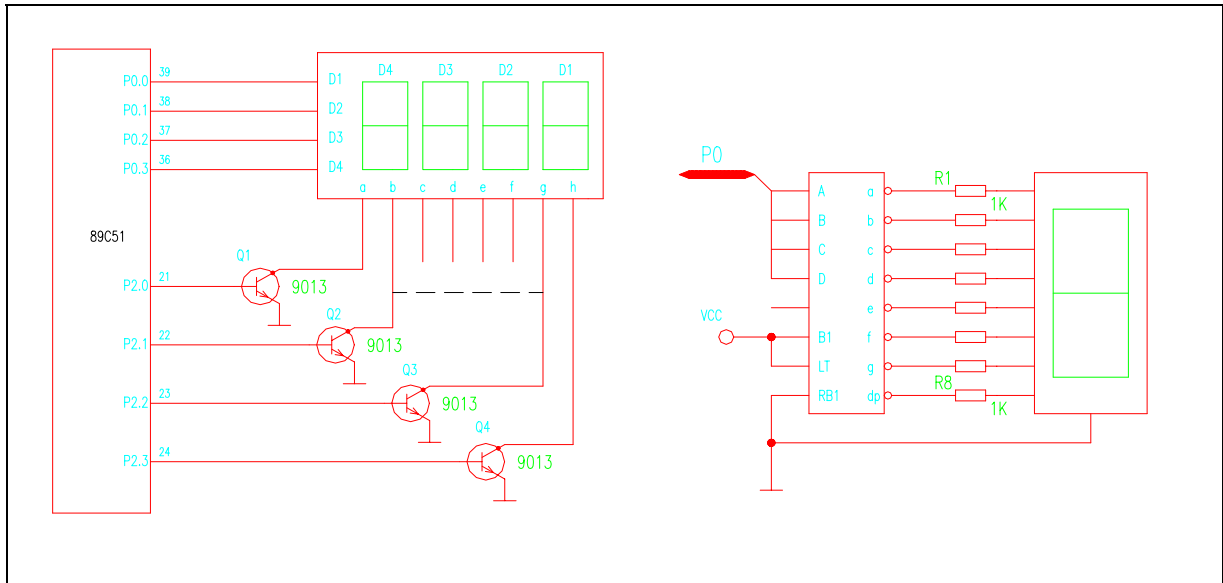 89C51
P0.0 39
P0.1 38
P0.2 37
P0.3 36
P2.0 21
P2.1 22
P2.2 23
P2.3 24
D4 D3 D2 D1
D1
D2
D3
D4
a b c d e f g h
Q1
9013
Q2
9013
Q3
9013
Q4
9013
P0
VCC
A a
B b
C c
D d
e
B1 f
LT g
RB1 dp
R1
1K
R8
1K